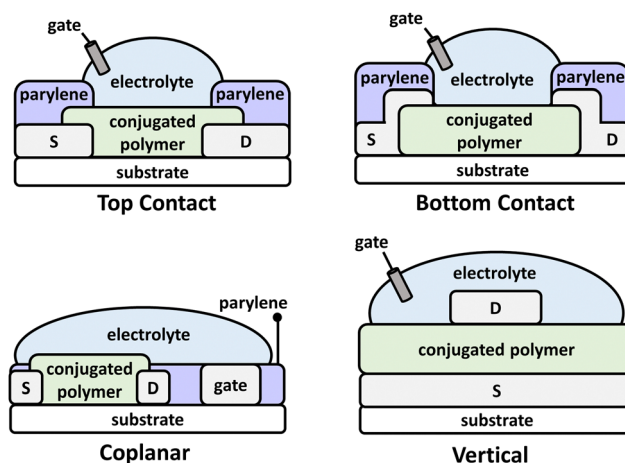 gate
electrolyte
parylene
parylene
conjugated
polymer
S
D
substrate
Top Contact
gate
electrolyte
parylene
parylene
conjugated
polymer
S
D
substrate
Bottom Contact
parylene
electrolyte
conjugated
polymer
S
D
gate
substrate
Coplanar
gate
electrolyte
D
conjugated polymer
S
substrate
Vertical